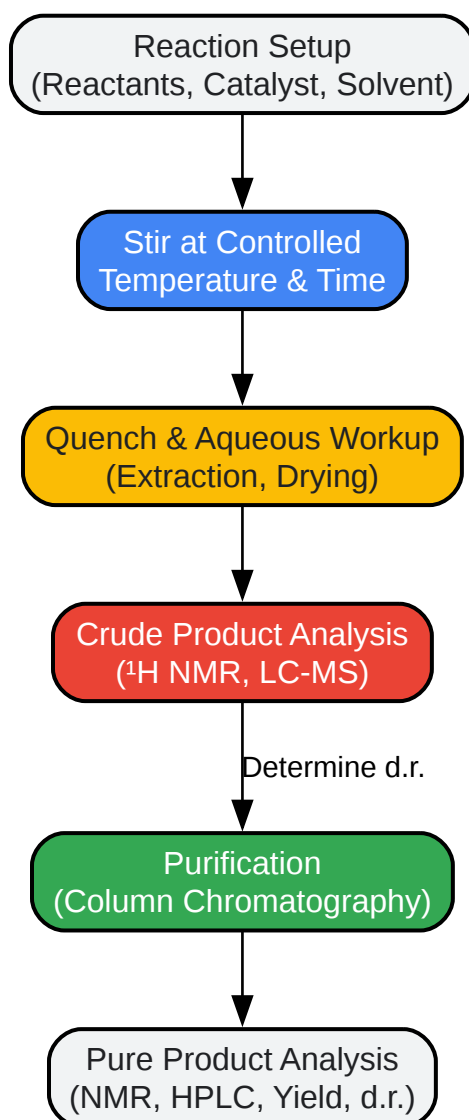 Reaction Setup
(Reactants, Catalyst, Solvent)
Stir at Controlled
Temperature & Time
Quench & Aqueous Workup
(Extraction, Drying)
Crude Product Analysis
(¹H NMR, LC-MS)
Determine d.r.
Purification
(Column Chromatography)
Pure Product Analysis
(NMR, HPLC, Yield, d.r.)